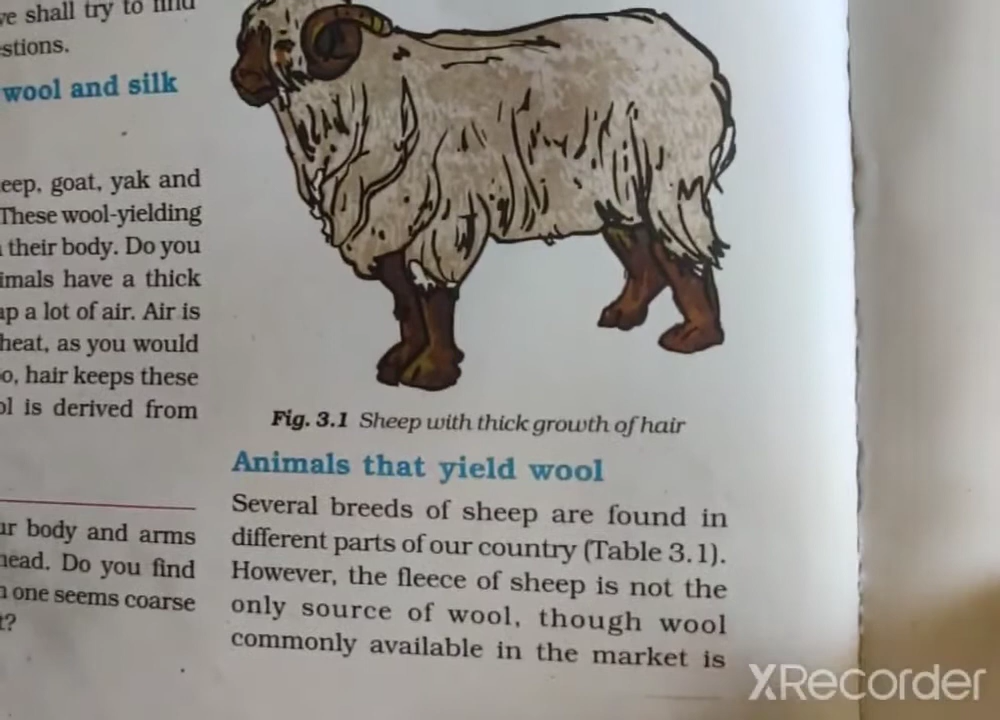 ve shall try to find
estions.
wool and silk
eep, goat, yak and
These wool-yielding
their body. Do you
imals have a thick
ap a lot of air. Air is
heat, as you would
o, hair keeps these
ol is derived from
ur body and arms
head. Do you find
one seems coarse
t?
Fig. 3.1 Sheep with thick growth of hair
Animals that yield wool
Several breeds of sheep are found in
different parts of our country (Table 3.1).
However, the fleece of sheep is not the
only source of wool, though wool
commonly available in the market is
XRecorder